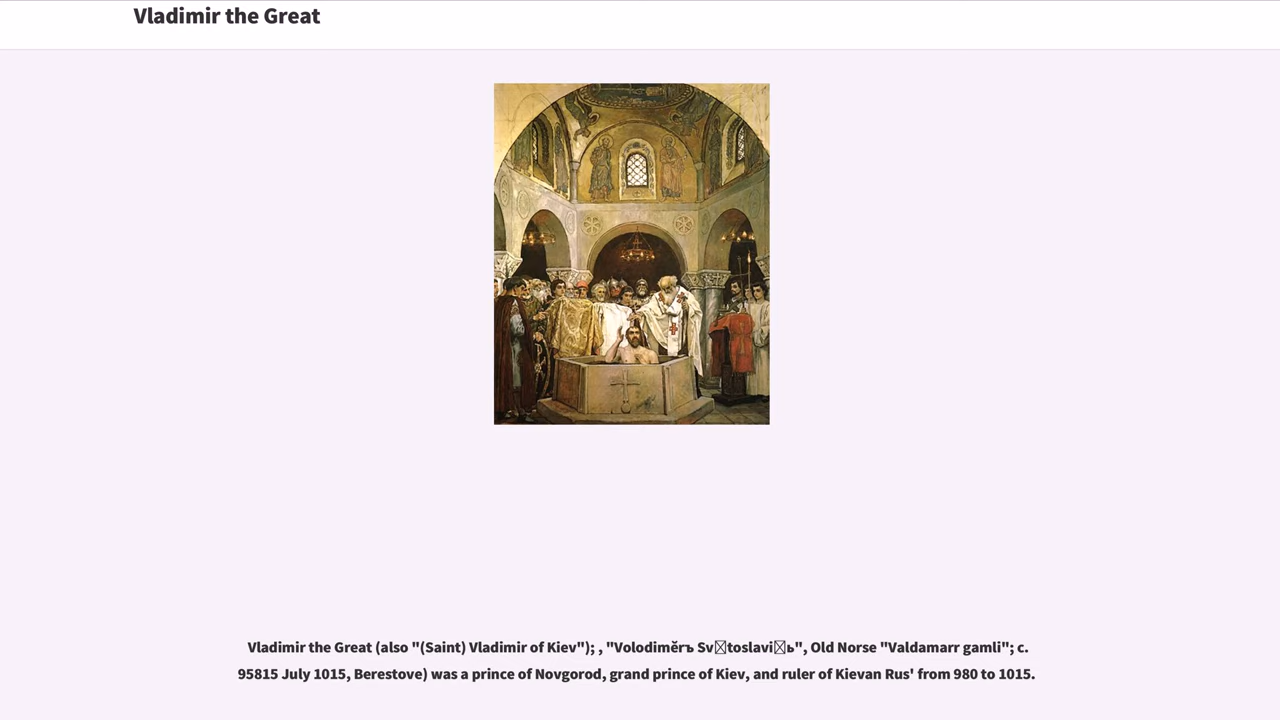 Vladimir the Great
Vladimir the Great (also "(Saint) Vladimir of Kiev"); , "Volodiměrъ Sv□toslavi□ь", Old Norse "Valdamarr gamli"; c.
95815 July 1015, Berestove) was a prince of Novgorod, grand prince of Kiev, and ruler of Kievan Rus' from 980 to 1015.